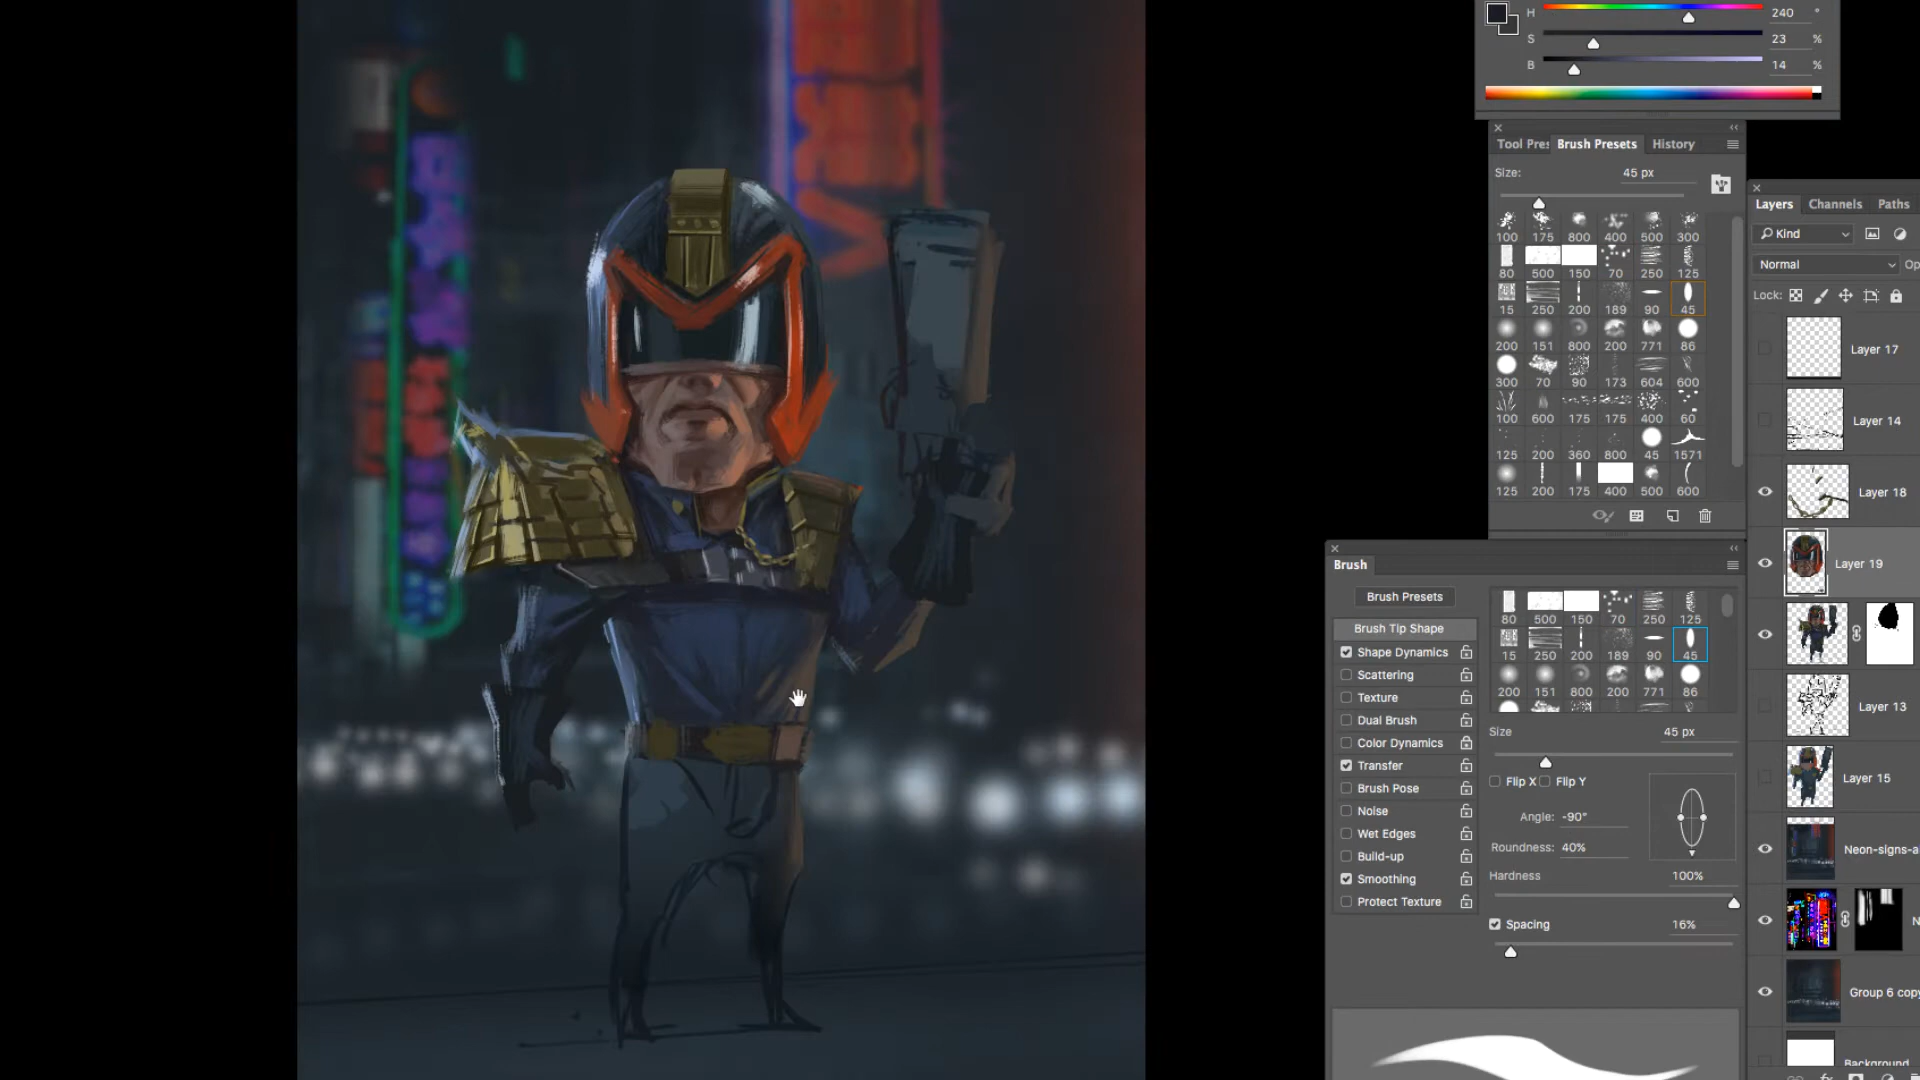 H 240 °
S 23 %
B 14 %
Tool Pres Brush Presets History
Size: 45 px
100 175 800 400 500 300
80 500 150 70 250 125
15 250 200 189 90 45
200 151 800 200 771 86
300 70 90 173 604 600
100 600 175 175 400 60
125 200 360 800 45 1571
125 200 175 400 500 600
Layers Channels Paths
Kind
Normal Op
Lock:
Layer 17
Layer 14
Layer 18
Layer 19
Layer 13
Layer 15
Neon-signs-a
N
Group 6 copy
Background
Brush
Brush Presets
Brush Tip Shape
Shape Dynamics
Scattering
Texture
Dual Brush
Color Dynamics
Transfer
Brush Pose
Noise
Wet Edges
Build-up
Smoothing
Protect Texture
80 500 150 70 250 125
15 250 200 189 90 45
200 151 800 200 771 86
Size 45 px
Flip X Flip Y
Angle: -90°
Roundness: 40%
Hardness 100%
Spacing 16%